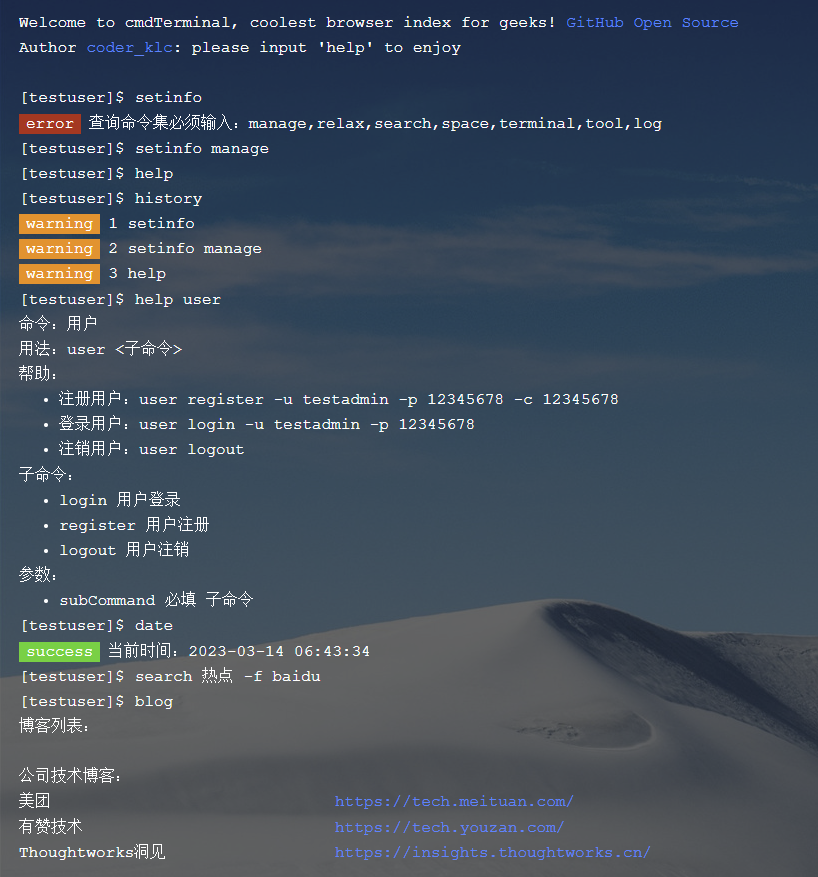 Welcome to cmdTerminal, coolest browser index for geeks! GitHub Open Source
Author coder_klc: please input 'help' to enjoy
[testuser]$ setinfo
error 查询命令集必须输入：manage,relax,search,space,terminal,tool,log
[testuser]$ setinfo manage
[testuser]$ help
[testuser]$ history
warning 1 setinfo
warning 2 setinfo manage
warning 3 help
[testuser]$ help user
命令：用户
用法：user <子命令>
帮助：
• 注册用户：user register -u testadmin -p 12345678 -c 12345678
• 登录用户：user login -u testadmin -p 12345678
• 注销用户：user logout
子命令：
• login 用户登录
• register 用户注册
• logout 用户注销
参数：
• subCommand 必填 子命令
[testuser]$ date
success 当前时间：2023-03-14 06:43:34
[testuser]$ search 热点 -f baidu
[testuser]$ blog
博客列表：
公司技术博客：
美团 https://tech.meituan.com/
有赞技术 https://tech.youzan.com/
Thoughtworks洞见 https://insights.thoughtworks.cn/